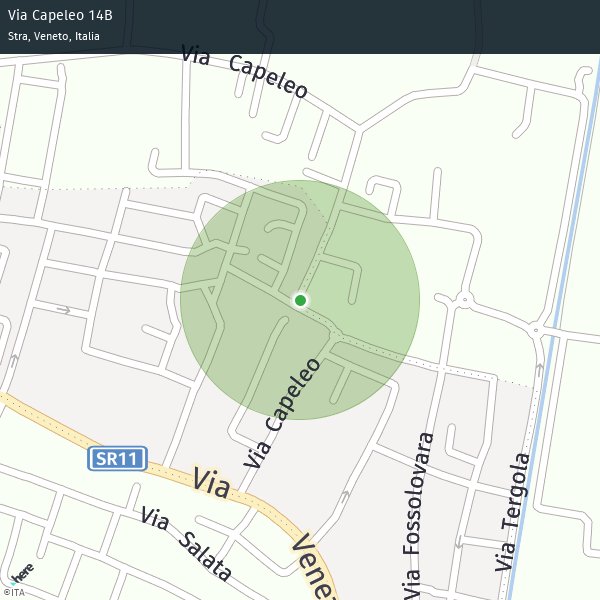 Via Capeleo 14B
Stra, Veneto, Italia
Via Capeleo
Via Capeleo
SR11
Via
Via Fossolovara
Via Tergola
Via Salata
Vene
here
©ITA